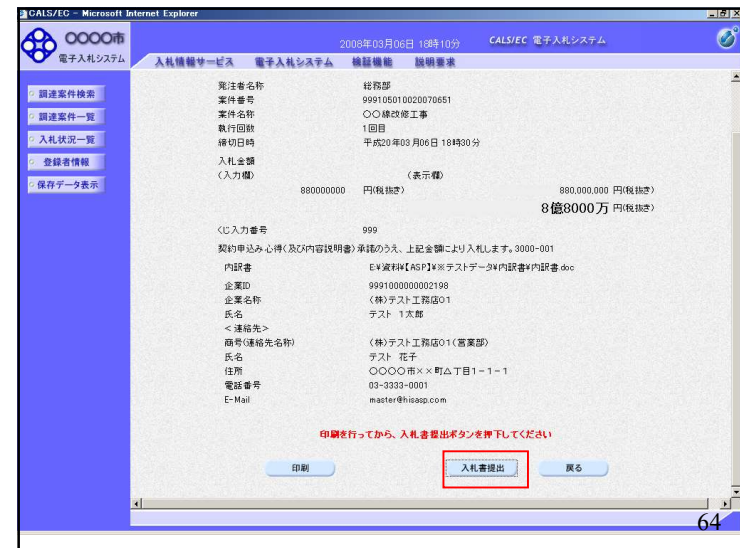 CALS/EC - Microsoft Internet Explorer
〇〇〇〇市
電子入札システム
2008年03月06日 18時10分
CALS/EC 電子入札システム
入札情報サービス 電子入札システム 検証機能 説明要求
調達案件検索
調達案件一覧
入札状況一覧
登録者情報
保存データ表示
発注者名称 総務部
案件番号 999105010020070651
案件名称 〇〇線改修工事
執行回数 1回目
締切日時 平成20年03月06日 18時30分
入札金額
(入力欄) (表示欄)
880000000 円(税抜き) 880,000,000 円(税抜き)
8億8000万 円(税抜き)
くじ入力番号 999
契約申込み心得(及び内容説明書)承諾のうえ、上記金額により入札します。3000-001
内訳書 E:¥資料¥【ASP】¥※テストデータ¥内訳書¥内訳書.doc
企業ID 9991000000002198
企業名称 (株)テスト工務店01
氏名 テスト 1太郎
<連絡先>
商号(連絡先名称) (株)テスト工務店01(営業部)
氏名 テスト 花子
住所 〇〇〇〇市××町△丁目1-1-1
電話番号 03-3333-0001
E-Mail master@hisasp.com
印刷を行ってから、入札書提出ボタンを押下してください
印刷 入札書提出 戻る
64